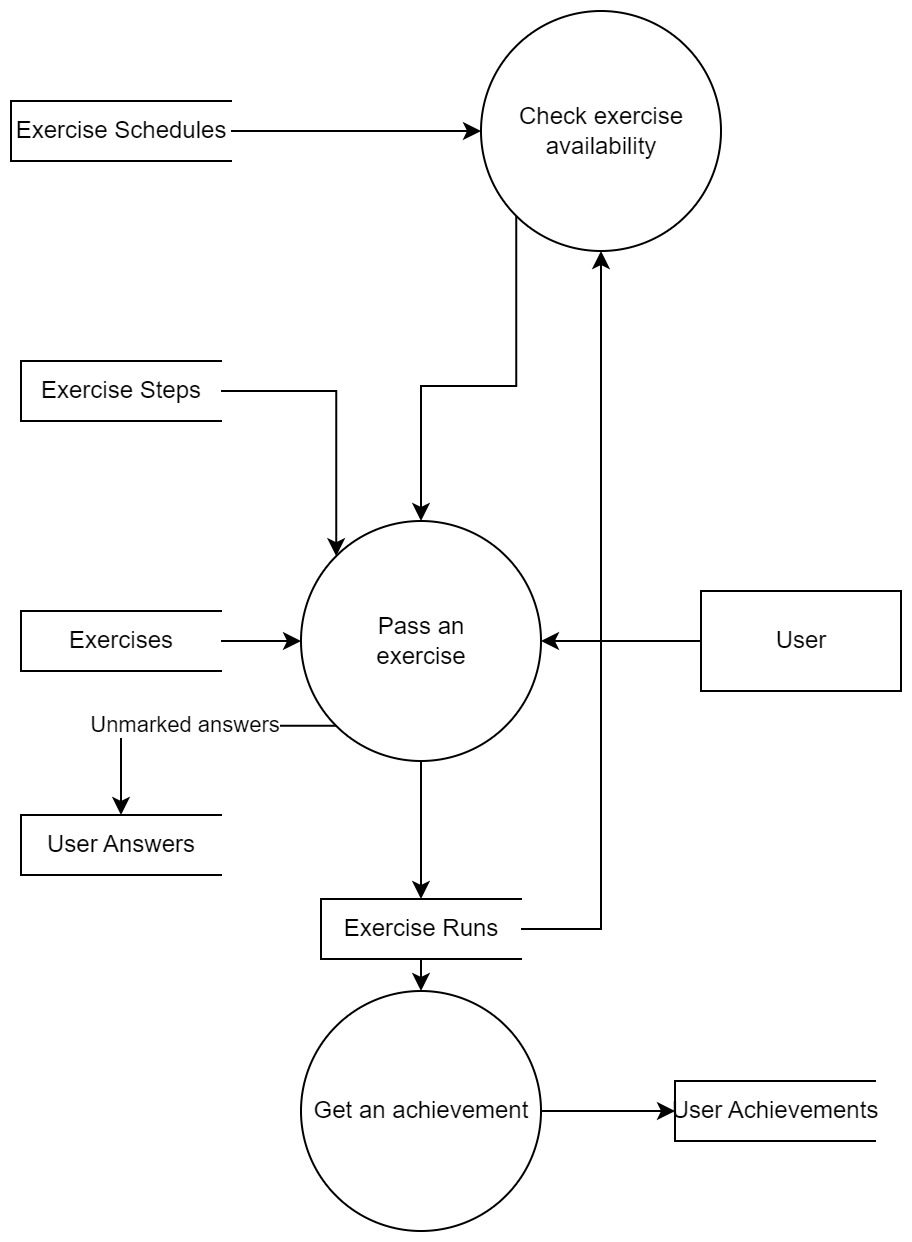 Check exercise
availability
Exercise Schedules
Exercise Steps
Pass an
exercise
Exercises
User
Unmarked answers
User Answers
Exercise Runs
Get an achievement
User Achievements